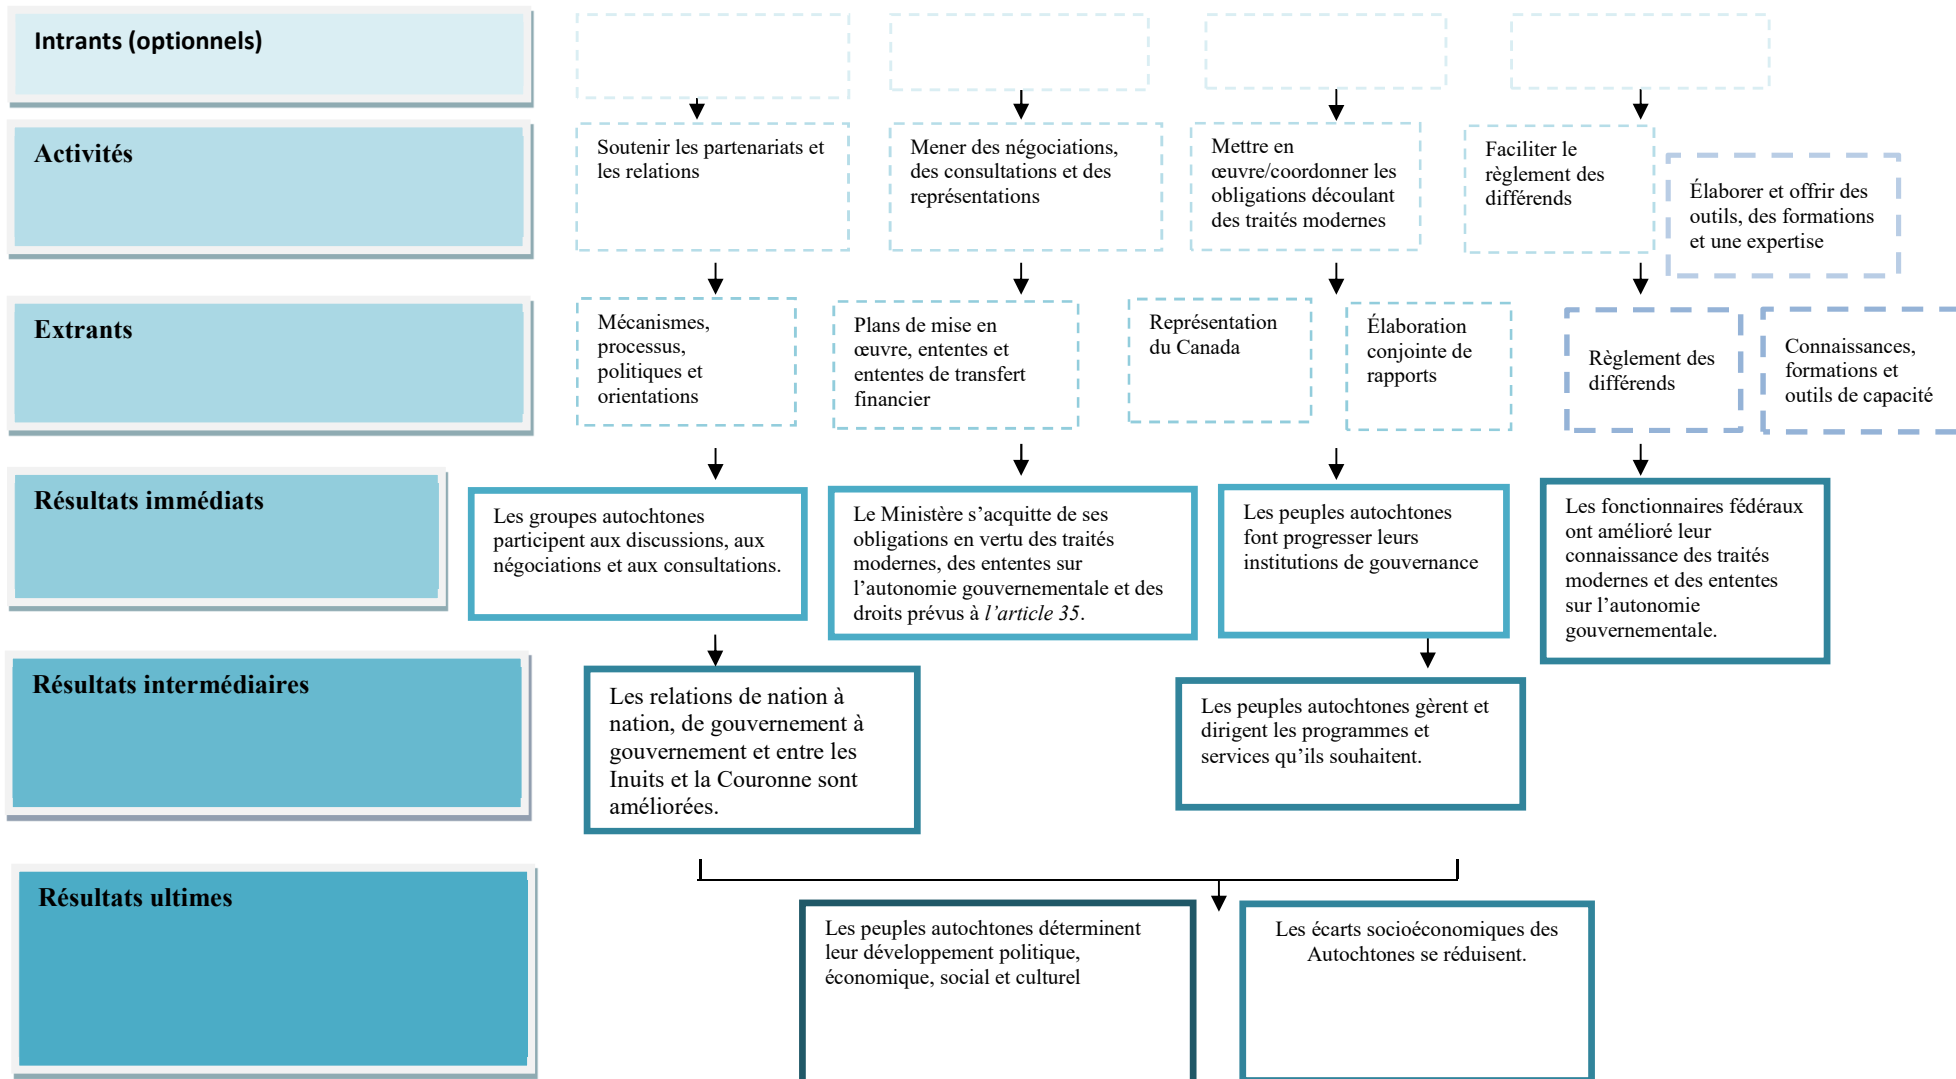 Intrants (optionnels)
Activités
Soutenir les partenariats et
les relations
Mener des négociations,
des consultations et des
représentations
Mettre en
œuvre/coordonner les
obligations découlant
des traités modernes
Faciliter le
règlement des
différends
Élaborer et offrir des
outils, des formations
et une expertise
Extrants
Mécanismes,
processus,
politiques et
orientations
Plans de mise en
œuvre, ententes et
ententes de transfert
financier
Représentation
du Canada
Élaboration
conjointe de
rapports
Règlement des
différends
Connaissances,
formations et
outils de capacité
Résultats immédiats
Les groupes autochtones
participent aux discussions, aux
négociations et aux consultations.
Le Ministère s’acquitte de ses
obligations en vertu des traités
modernes, des ententes sur
l’autonomie gouvernementale et des
droits prévus à l’article 35.
Les peuples autochtones
font progresser leurs
institutions de gouvernance
Les fonctionnaires fédéraux
ont amélioré leur
connaissance des traités
modernes et des ententes
sur l’autonomie
gouvernementale.
Résultats intermédiaires
Les relations de nation à
nation, de gouvernement à
gouvernement et entre les
Inuits et la Couronne sont
améliorées.
Les peuples autochtones gèrent et
dirigent les programmes et
services qu’ils souhaitent.
Résultats ultimes
Les peuples autochtones déterminent
leur développement politique,
économique, social et culturel
Les écarts socioéconomiques des
Autochtones se réduisent.